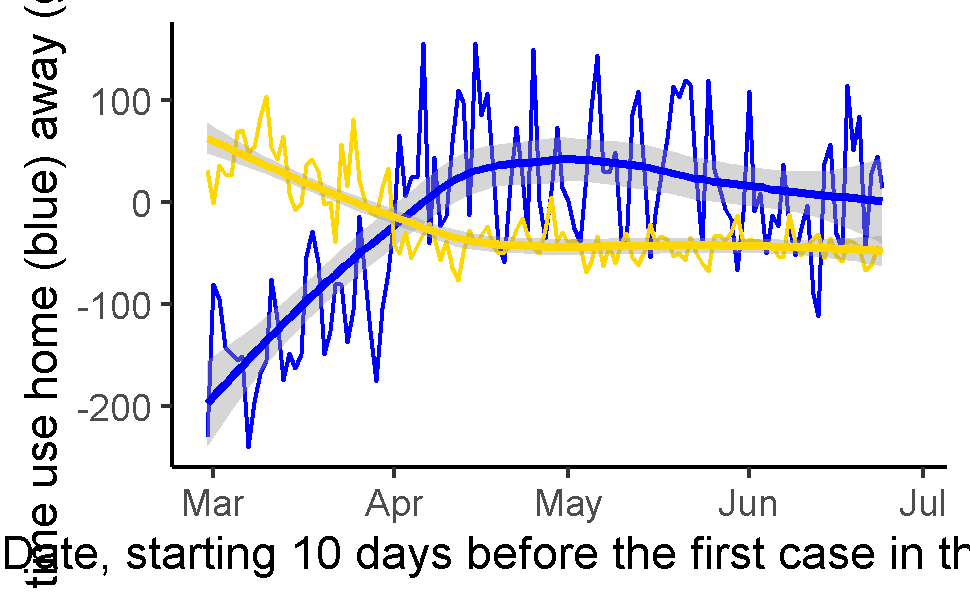 time use home (blue) away (
100
0
-100
-200
Mar Apr May Jun Jul
Date, starting 10 days before the first case in th